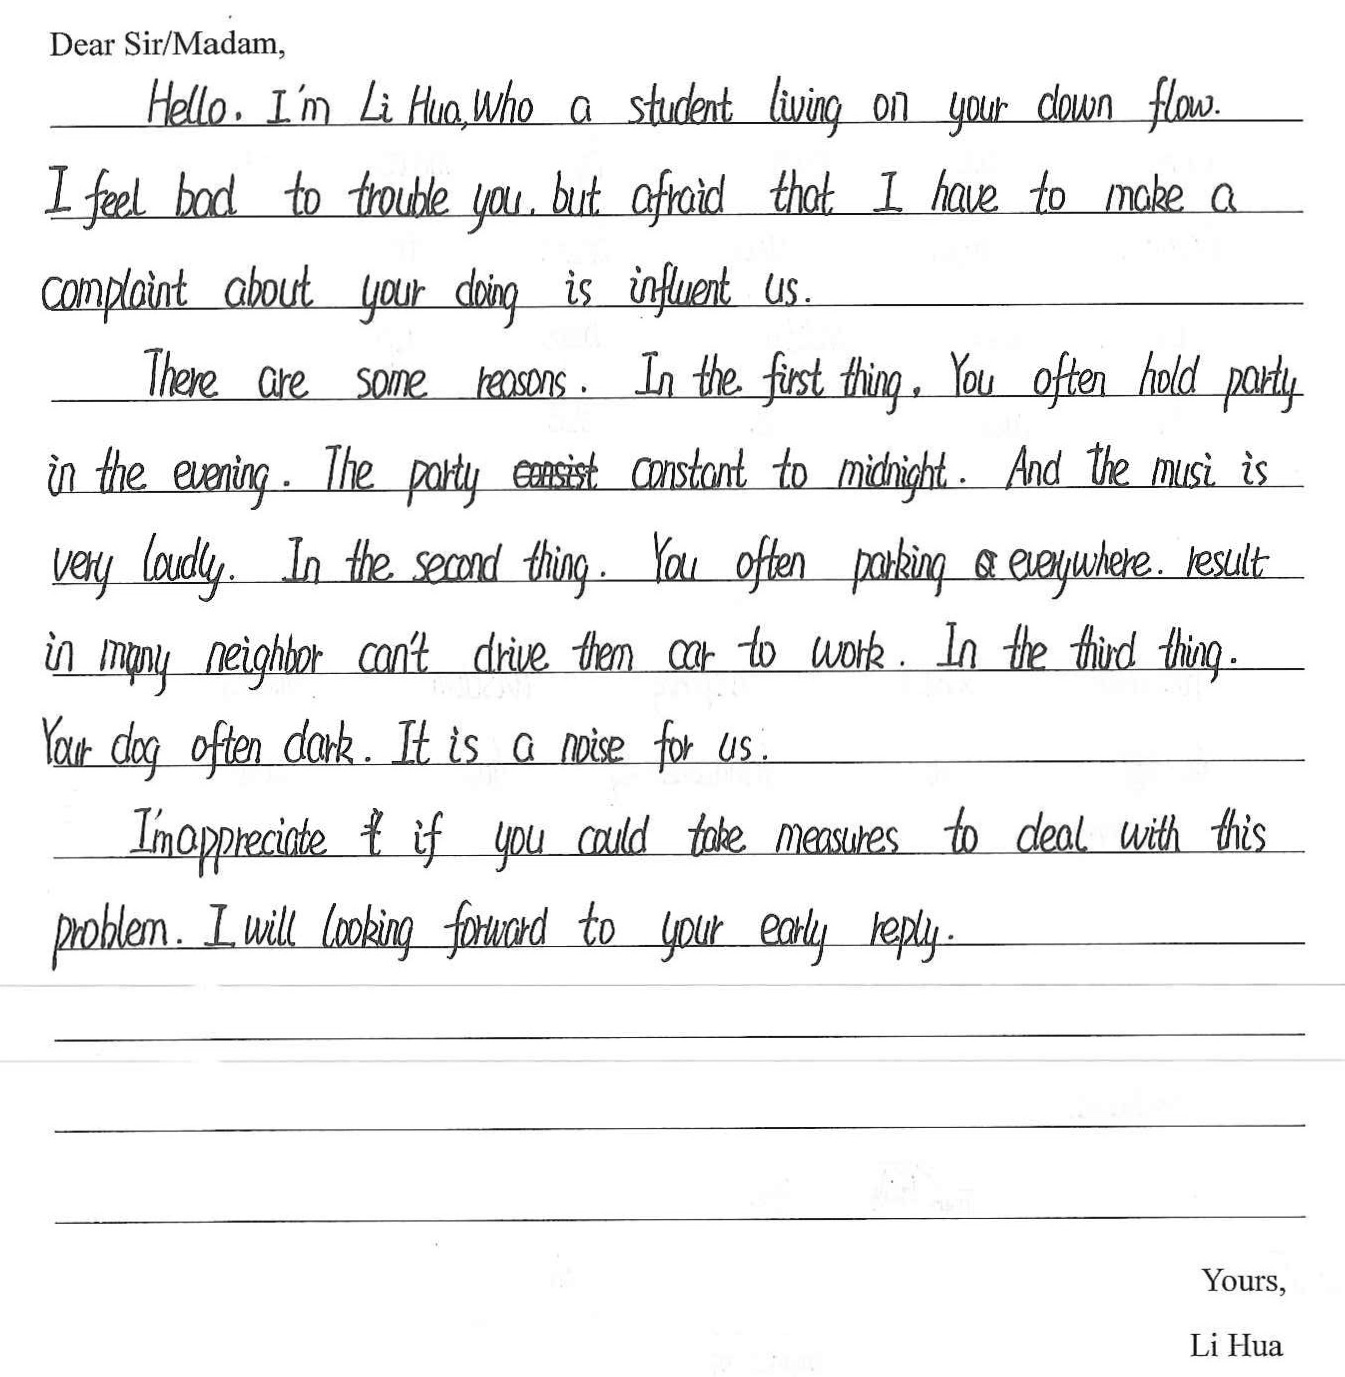 Dear Sir/Madam,
Hello. I'm Li Hua, Who a student living on your down flow.
I feel bad to trouble you. but afraid that I have to make a
complaint about your doing is influent us.
There are some reasons. In the first thing, You often hold party
in the evening. The party consist constant to midnight. And the musi is
very loudly. In the second thing. You often parking everywhere. result
in many neighbor can't drive them car to work. In the third thing.
Your dog often dark. It is a noise for us.
I'm appreciate if you could take measures to deal with this
problem. I will looking forward to your early reply.
Yours,
Li Hua